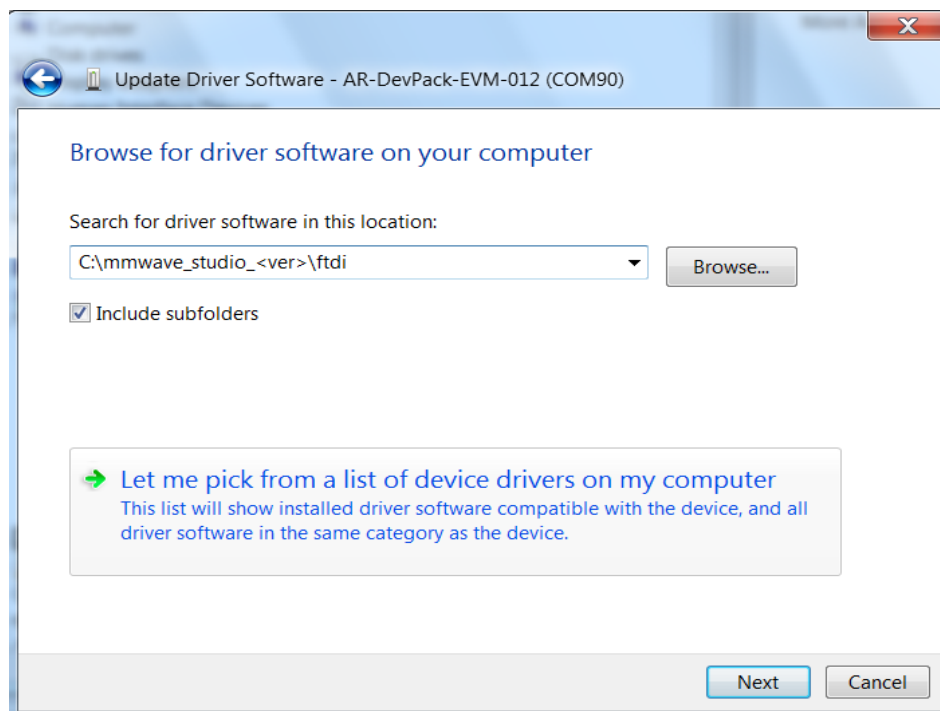 Computer
Update Driver Software - AR-DevPack-EVM-012 (COM90)
Browse for driver software on your computer
Search for driver software in this location:
C:\mmwave_studio_<ver>\ftdi
Browse...
Include subfolders
Let me pick from a list of device drivers on my computer
This list will show installed driver software compatible with the device, and all
driver software in the same category as the device.
Next
Cancel